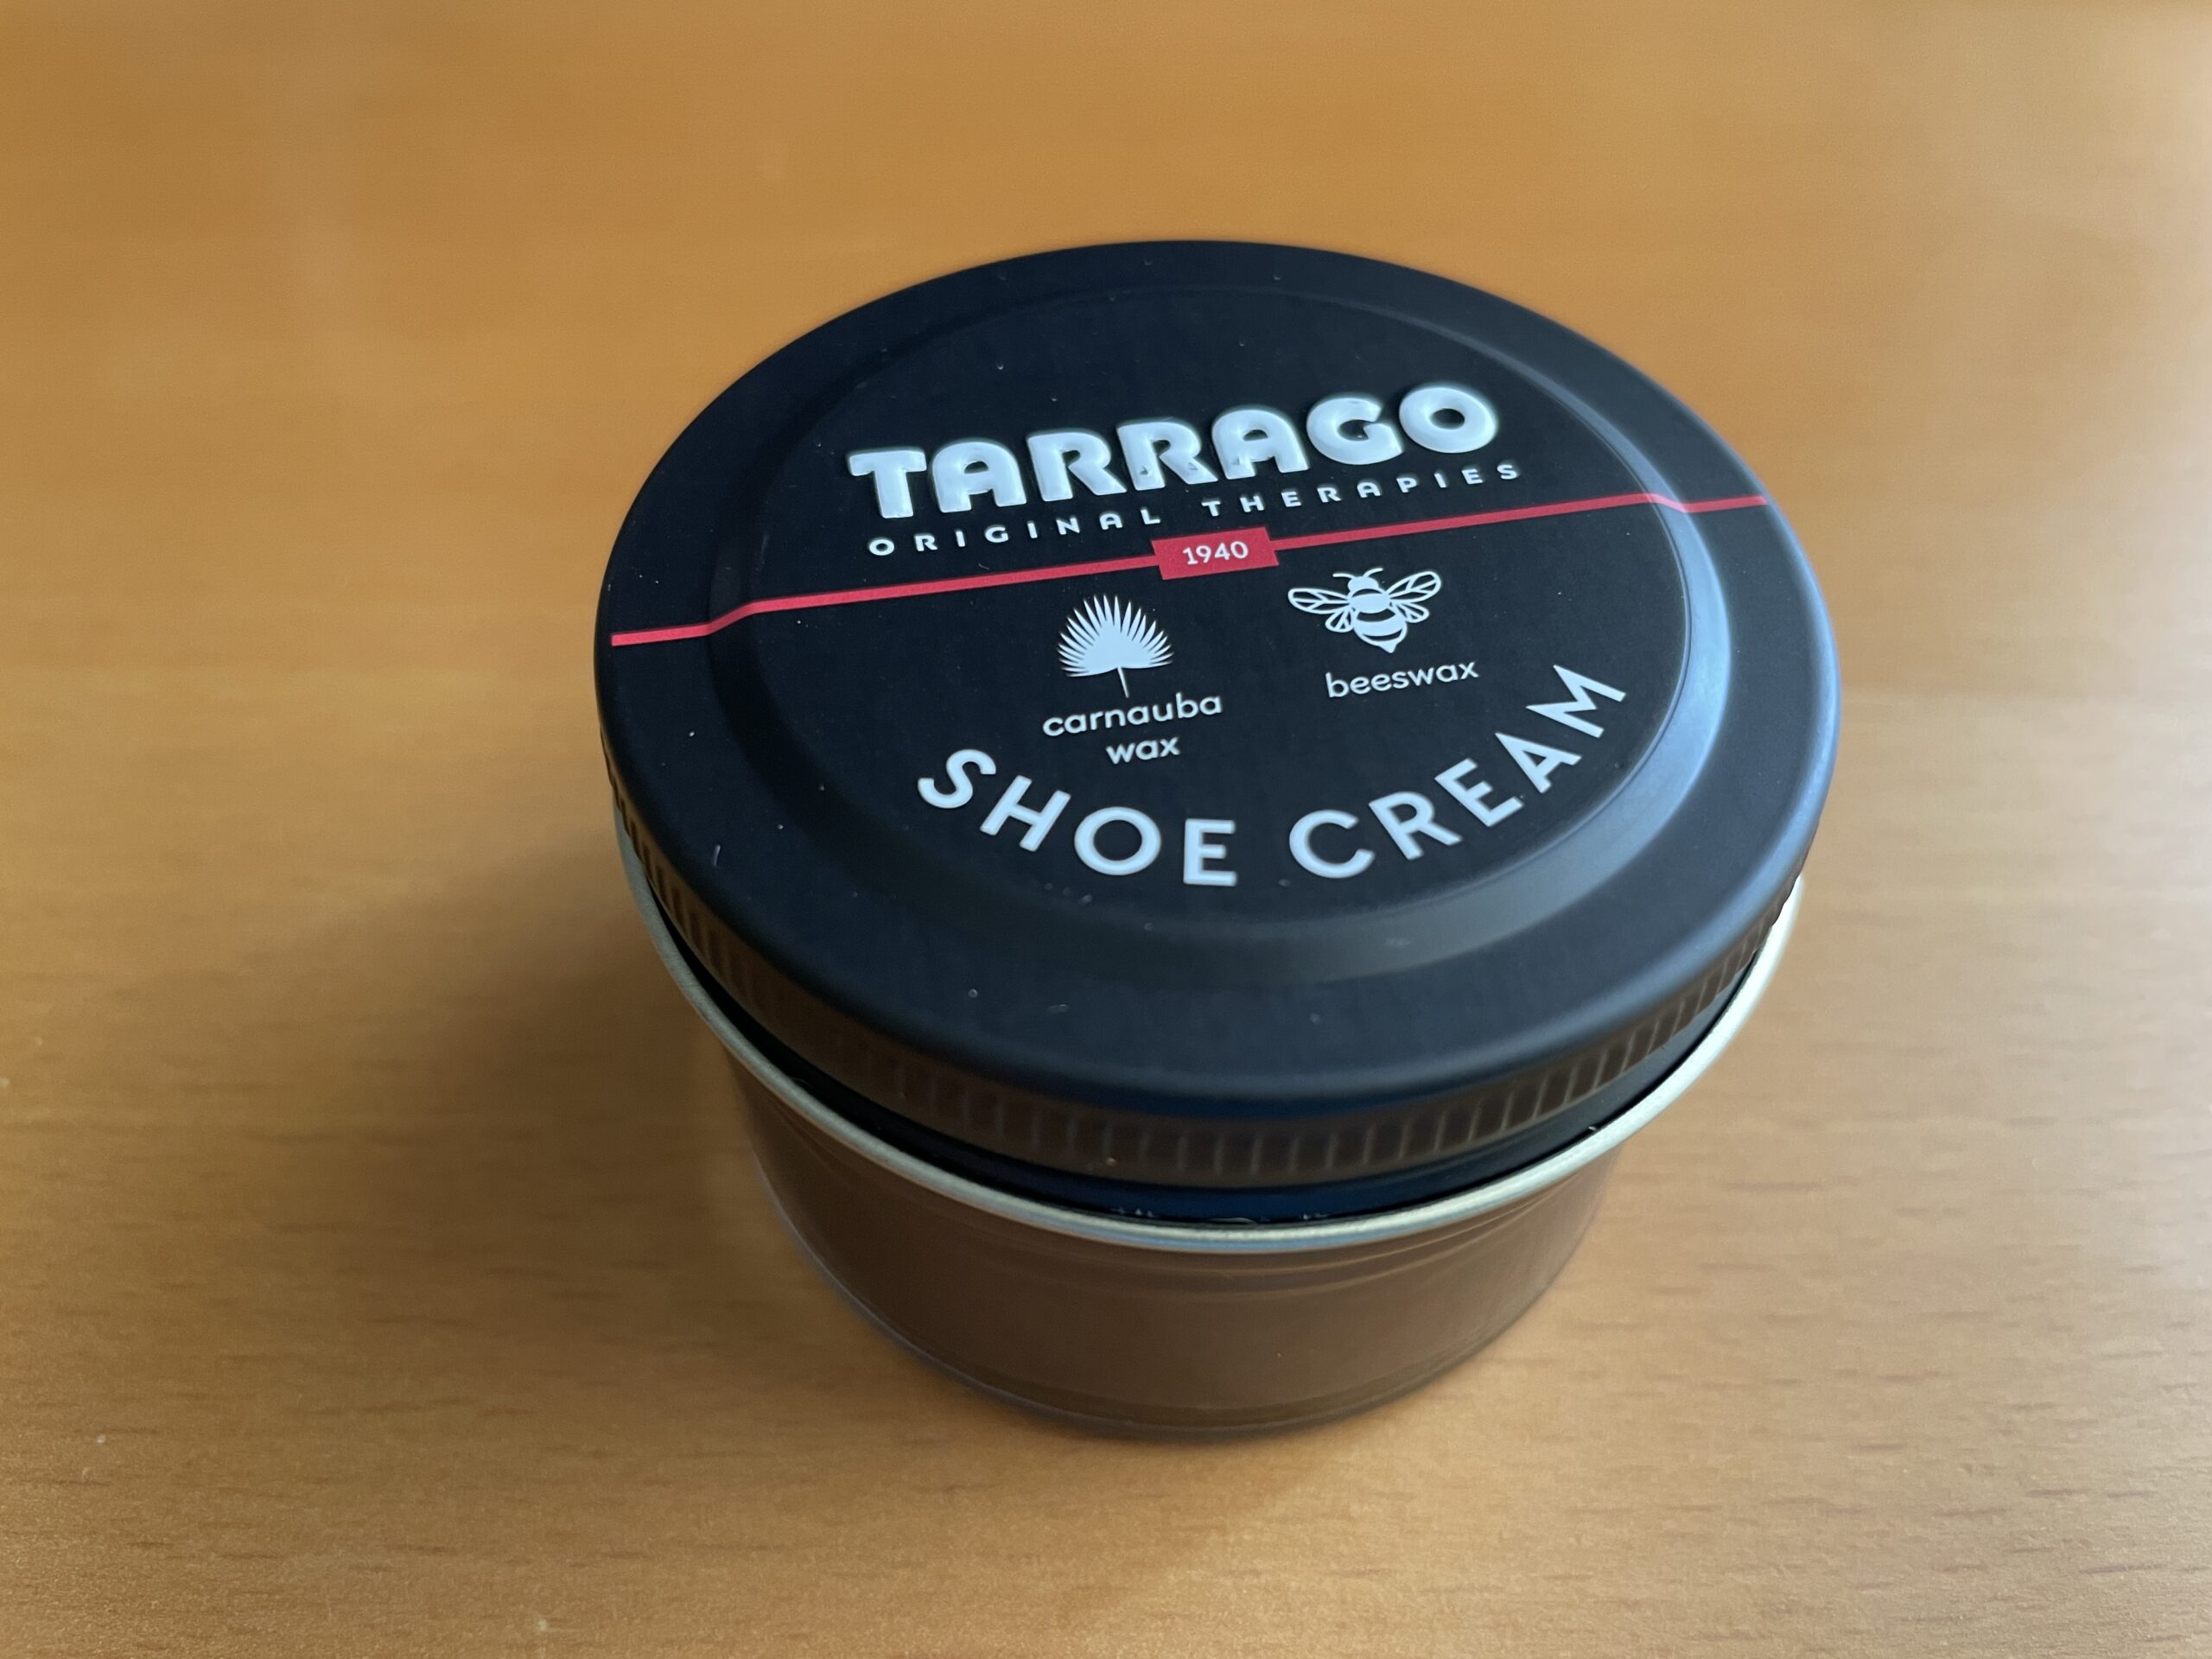 TARRAGO
ORIGINAL THERAPIES
1940
carnauba
wax
beeswax
SHOE CREAM